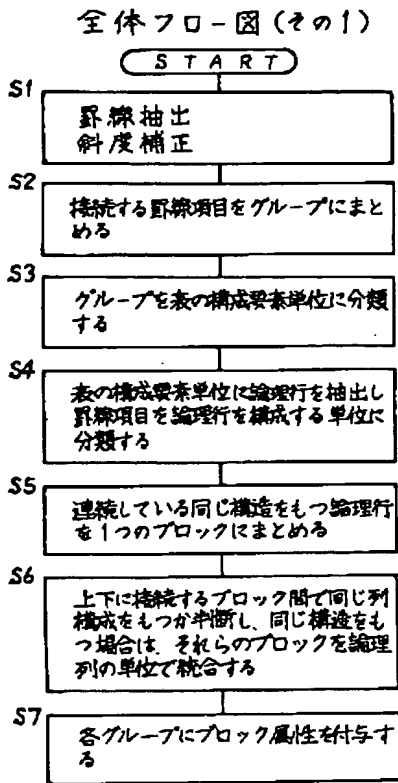 全体フロー図(その1)
START
S1
罫線抽出
斜度補正
S2
接続する罫線項目をグループにまと
める
S3
グループを表の構成要素単位に分類
する
S4
表の構成要素単位に論理行を抽出し
罫線項目を論理行を構成する単位に
分類する
S5
連続している同じ構造をもつ論理行
を1つのブロックにまとめる
S6
上下に接続するブロック間で同じ列
構成をもつか判断し、同じ構造をも
つ場合は、それらのブロックを論理
列の単位で統合する
S7
各グループにブロック属性を付与す
る